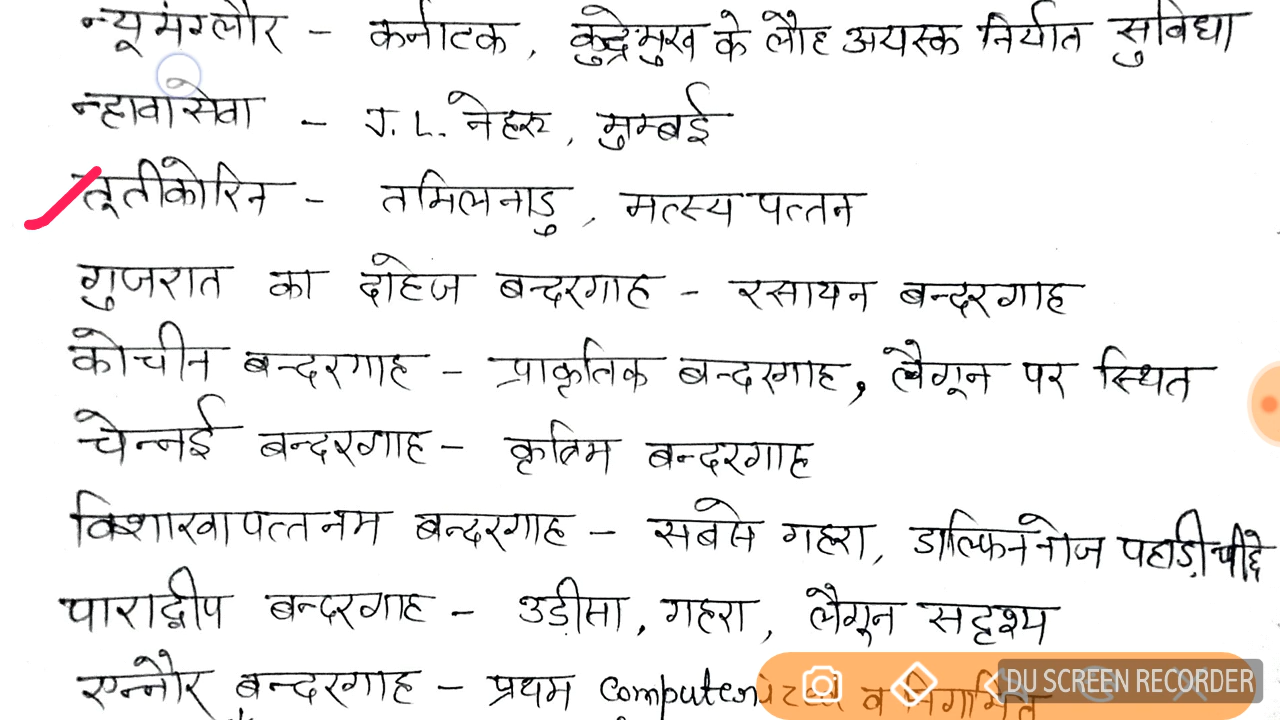 न्यूमंग्लौर - कर्नाटक, कुद्रेमुख के लौह अयस्क निर्यात सुविधा
न्हावासेवा - J. L. नेहरू, मुम्बई
तूतीकोरिन - तमिलनाडु, मत्स्य पत्तन
गुजरात का दाहेज बन्दरगाह - रसायन बन्दरगाह
कोचीन बन्दरगाह - प्राकृतिक बन्दरगाह, लैगून पर स्थित
चेन्नई बन्दरगाह - कृत्रिम बन्दरगाह
विशाखापत्तनम बन्दरगाह - सबसे गहरा, डाल्फिन नोज पहाड़ी पीछे
पाराद्वीप बन्दरगाह - उड़ीसा, गहरा, लैगून सदृश्य
एन्नौर बन्दरगाह - प्रथम Computerized व निगमित
DU SCREEN RECORDER